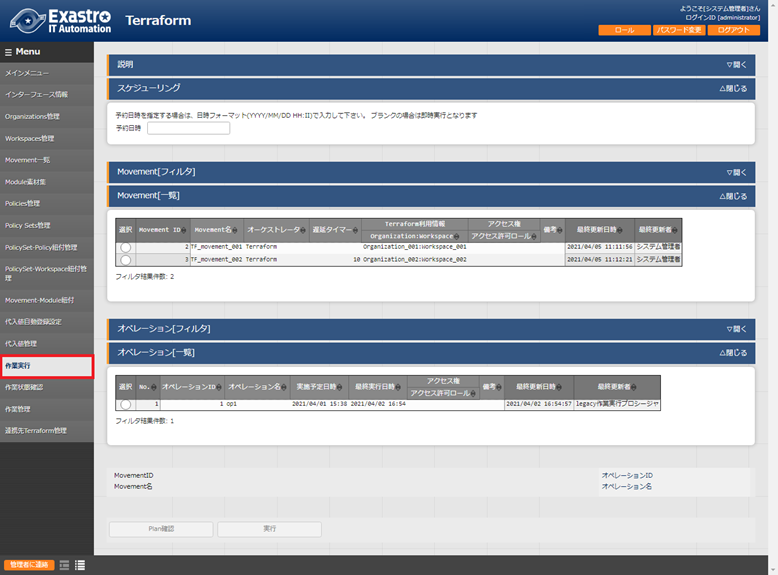 Exastro
IT Automation
Terraform
ようこそ[システム管理者]さん
ログインID [administrator]
ロール
パスワード変更
ログアウト
Menu
メインメニュー
インターフェース情報
Organizations管理
Workspaces管理
Movement一覧
Module素材集
Policies管理
Policy Sets管理
PolicySet-Policy紐付管理
PolicySet-Workspace紐付管
理
Movement-Module紐付
代入値自動登録設定
代入値管理
作業実行
作業状態確認
作業管理
連携先Terraform管理
管理者に連絡
説明 ▽開く
スケジューリング △閉じる
予約日時を指定する場合は、日時フォーマット(YYYY/MM/DD HH:II)で入力して下さい。 ブランクの場合は即時実行となります
予約日時
Movement[フィルタ] ▽開く
Movement[一覧] △閉じる
選択 Movement ID Movement名 オーケストレータ 遅延タイマー Terraform利用情報 アクセス権 備考 最終更新日時 最終更新者
Organization:Workspace アクセス許可ロール
2 TF_movement_001 Terraform Organization_001:Workspace_001 2021/04/05 11:11:56 システム管理者
3 TF_movement_002 Terraform 10 Organization_002:Workspace_002 2021/04/05 11:12:21 システム管理者
フィルタ結果件数: 2
オペレーション[フィルタ] ▽開く
オペレーション[一覧] △閉じる
選択 No. オペレーションID オペレーション名 実施予定日時 最終実行日時 アクセス権 備考 最終更新日時 最終更新者
アクセス許可ロール
1 1 op1 2021/04/01 15:38 2021/04/02 16:54 2021/04/02 16:54:57 legacy作業実行プロシージャ
フィルタ結果件数: 1
MovementID オペレーションID
Movement名 オペレーション名
Plan確認 実行